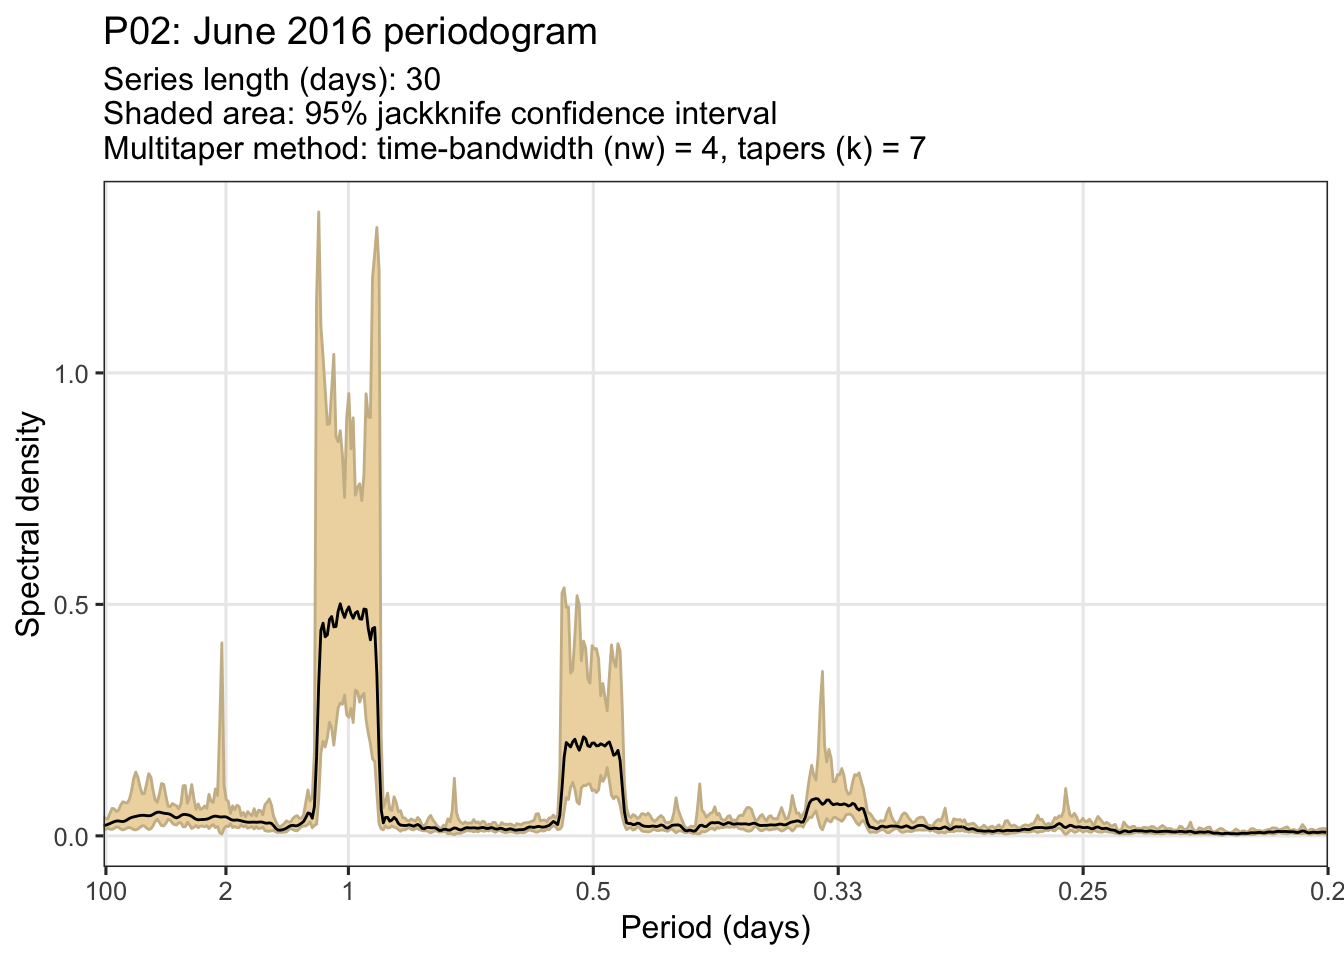 P02: June 2016 periodogram
Series length (days): 30
Shaded area: 95% jackknife confidence interval
Multitaper method: time-bandwidth (nw) = 4, tapers (k) = 7
Spectral density
1.0
0.5
0.0
100 2 1 0.5 0.33 0.25 0.2
Period (days)